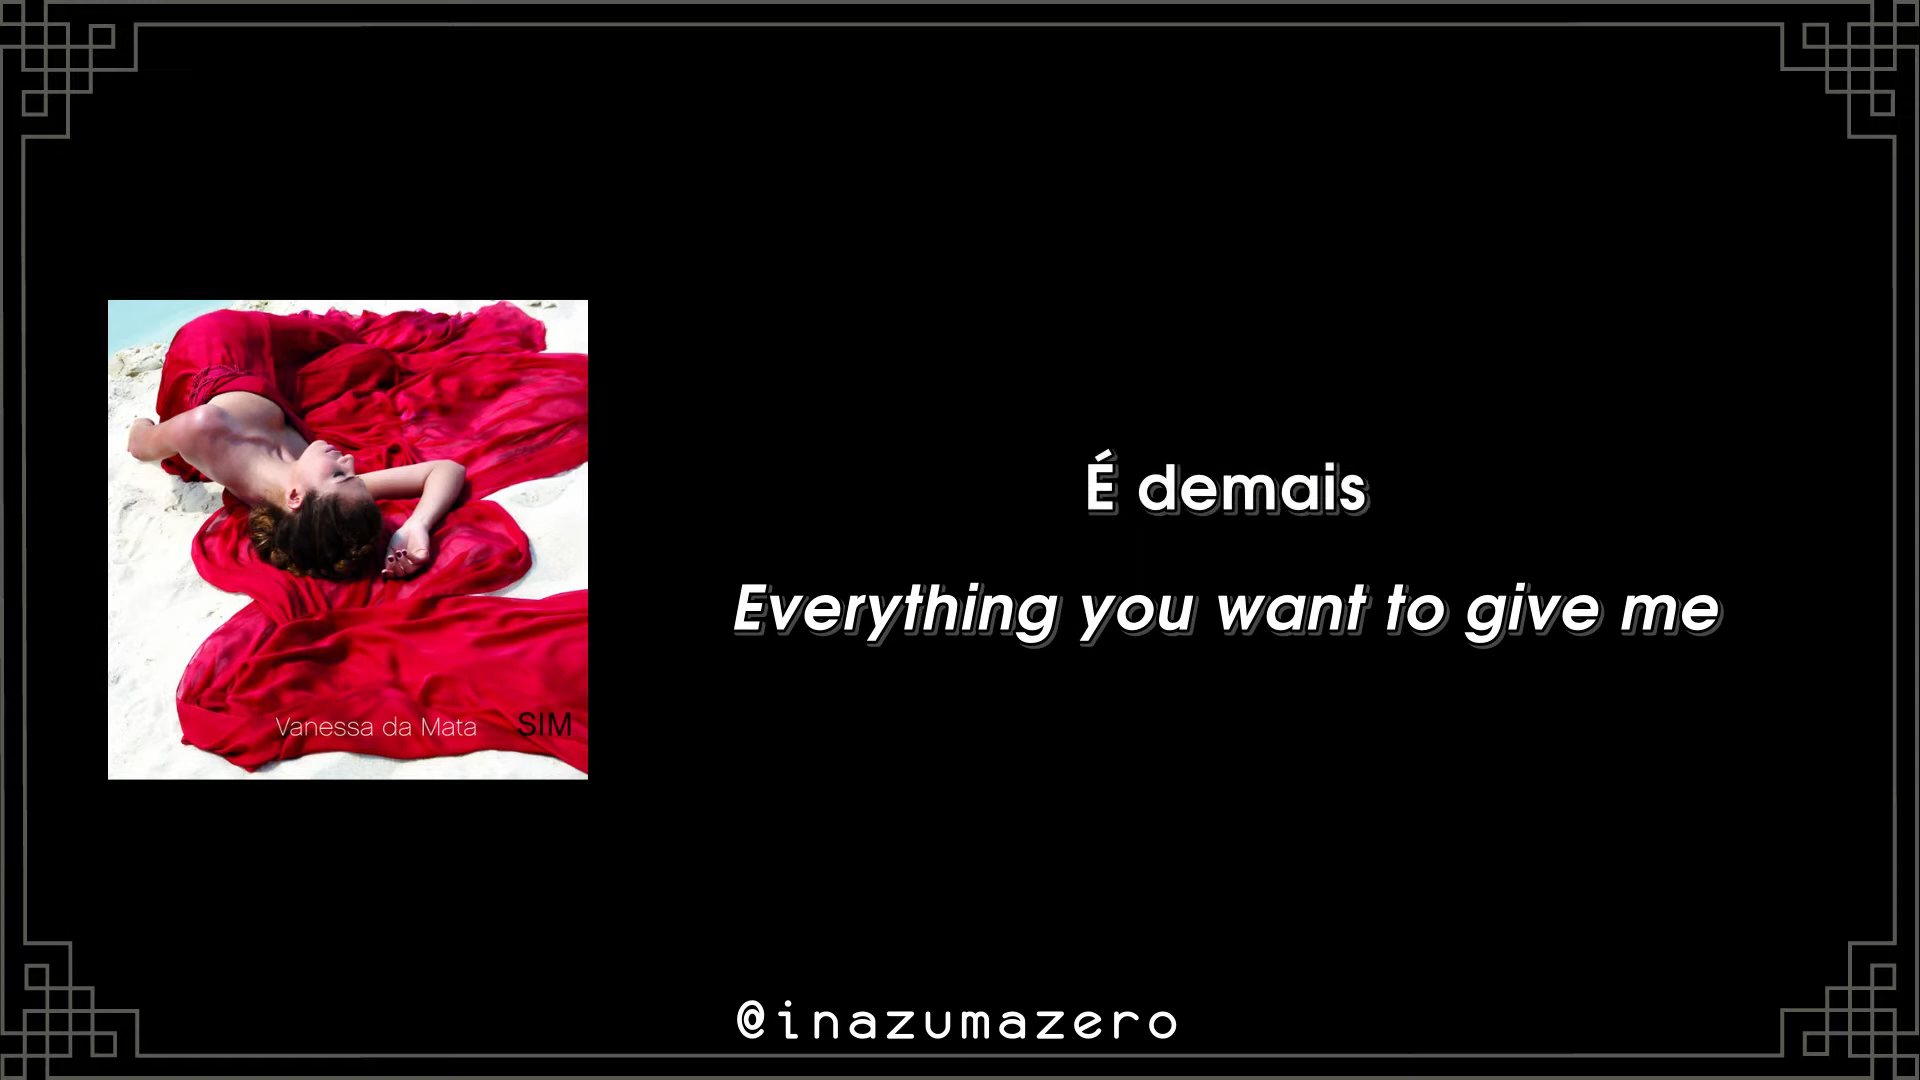 É demais
Everything you want to give me
Vanessa da Mata SIM
@inazumazero